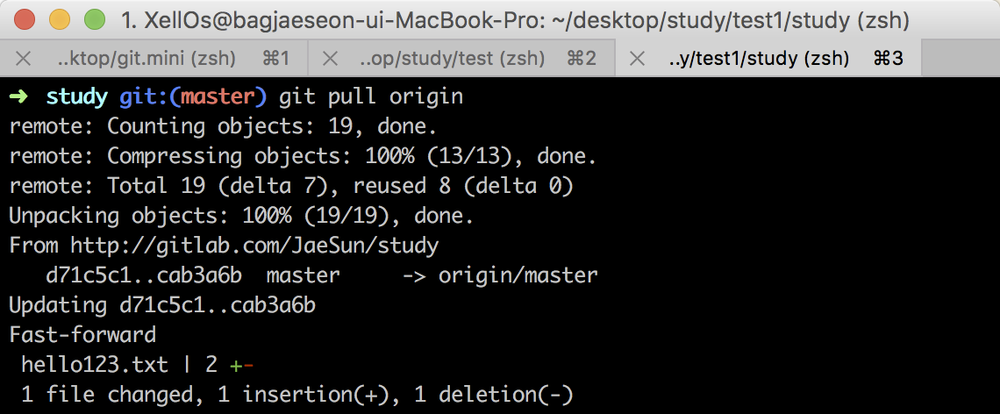 1. XellOs@bagjaeseon-ui-MacBook-Pro: ~/desktop/study/test1/study (zsh)
..ktop/git.mini (zsh) ⌘1 ..op/study/test (zsh) ⌘2 ..y/test1/study (zsh) ⌘3
➜ study git:(master) git pull origin
remote: Counting objects: 19, done.
remote: Compressing objects: 100% (13/13), done.
remote: Total 19 (delta 7), reused 8 (delta 0)
Unpacking objects: 100% (19/19), done.
From http://gitlab.com/JaeSun/study
   d71c5c1..cab3a6b  master     -> origin/master
Updating d71c5c1..cab3a6b
Fast-forward
 hello123.txt | 2 +-
 1 file changed, 1 insertion(+), 1 deletion(-)